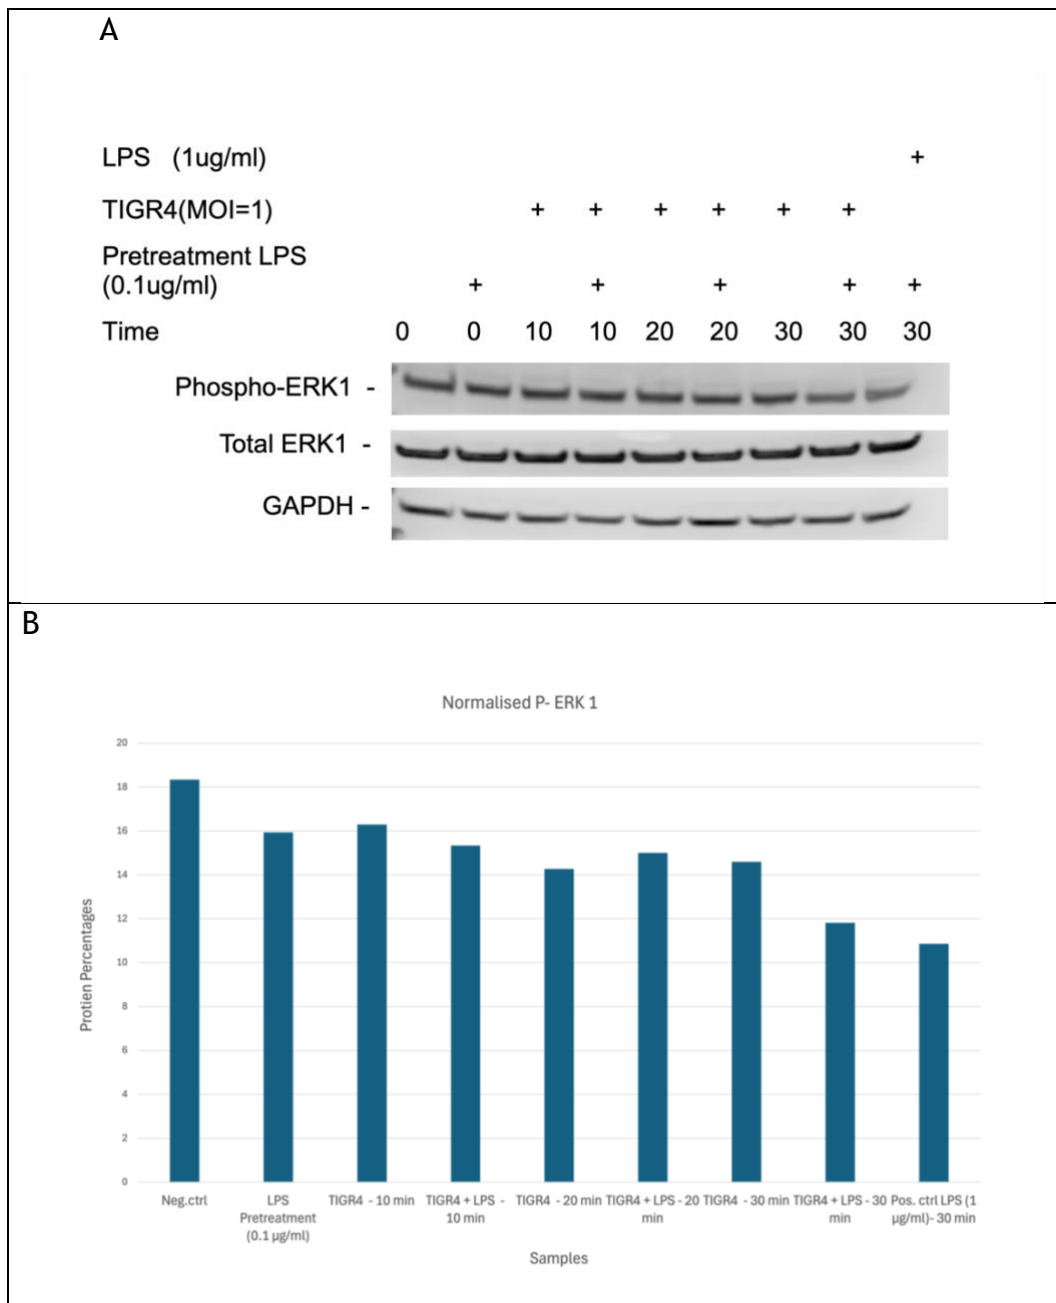 A
LPS (1ug/ml) +
TIGR4(MOI=1) + + + + + +
Pretreatment LPS
(0.1ug/ml) + + + + +
Time 0 0 10 10 20 20 30 30 30
Phospho-ERK1 -
Total ERK1 -
GAPDH -
B
Normalised P- ERK 1
20
18
16
14
12
10
8
6
4
2
0
Protien Percentages
Neg.ctrl
LPS
Pretreatment
(0.1 µg/ml)
TIGR4 - 10 min
TIGR4 + LPS -
10 min
TIGR4 - 20 min
TIGR4 + LPS - 20
min
TIGR4 - 30 min
TIGR4 + LPS - 30
min
Pos. ctrl LPS (1
µg/ml)- 30 min
Samples